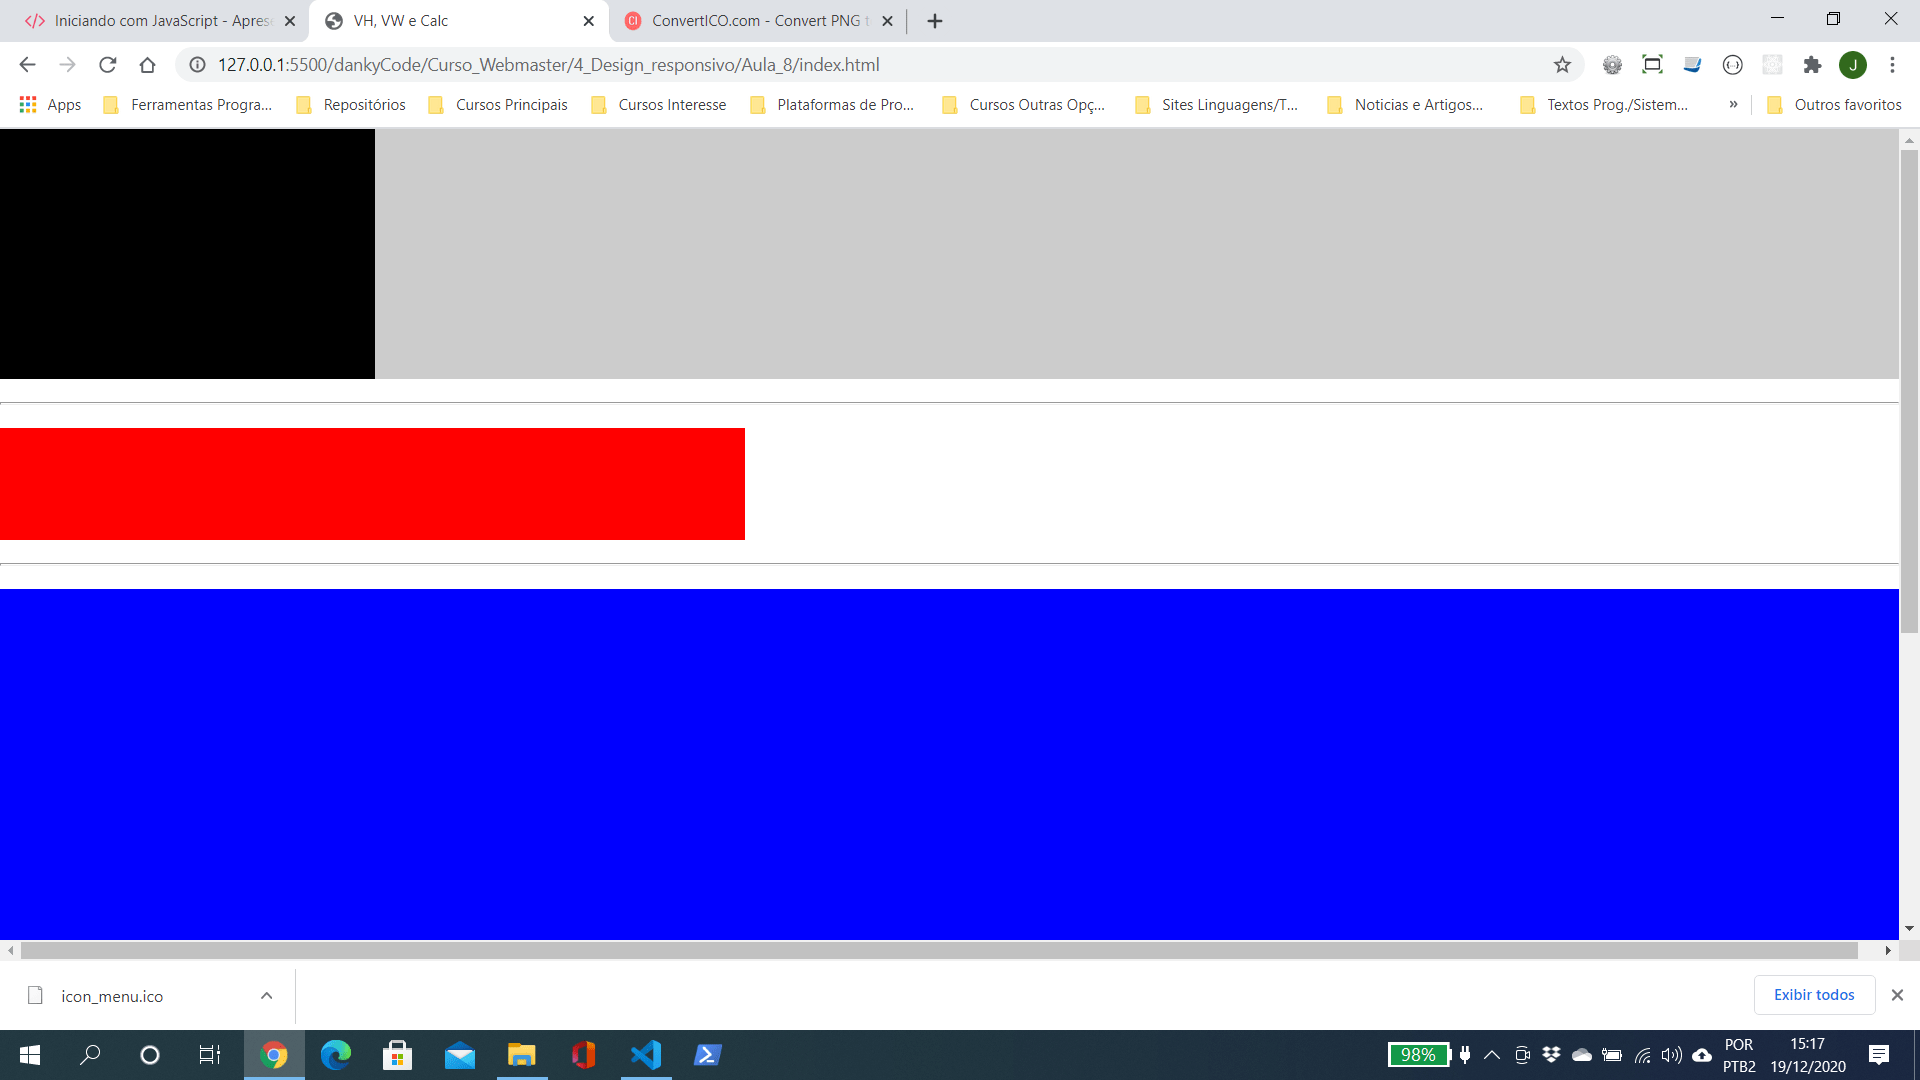 Iniciando com JavaScript - Aprese
VH, VW e Calc
CI ConvertICO.com - Convert PNG t
127.0.0.1:5500/dankyCode/Curso_Webmaster/4_Design_responsivo/Aula_8/index.html
J
Apps
Ferramentas Progra...
Repositórios
Cursos Principais
Cursos Interesse
Plataformas de Pro...
Cursos Outras Opç...
Sites Linguagens/T...
Noticias e Artigos...
Textos Prog./Sistem...
»
Outros favoritos
icon_menu.ico
Exibir todos
98%
POR
PTB2
15:17
19/12/2020